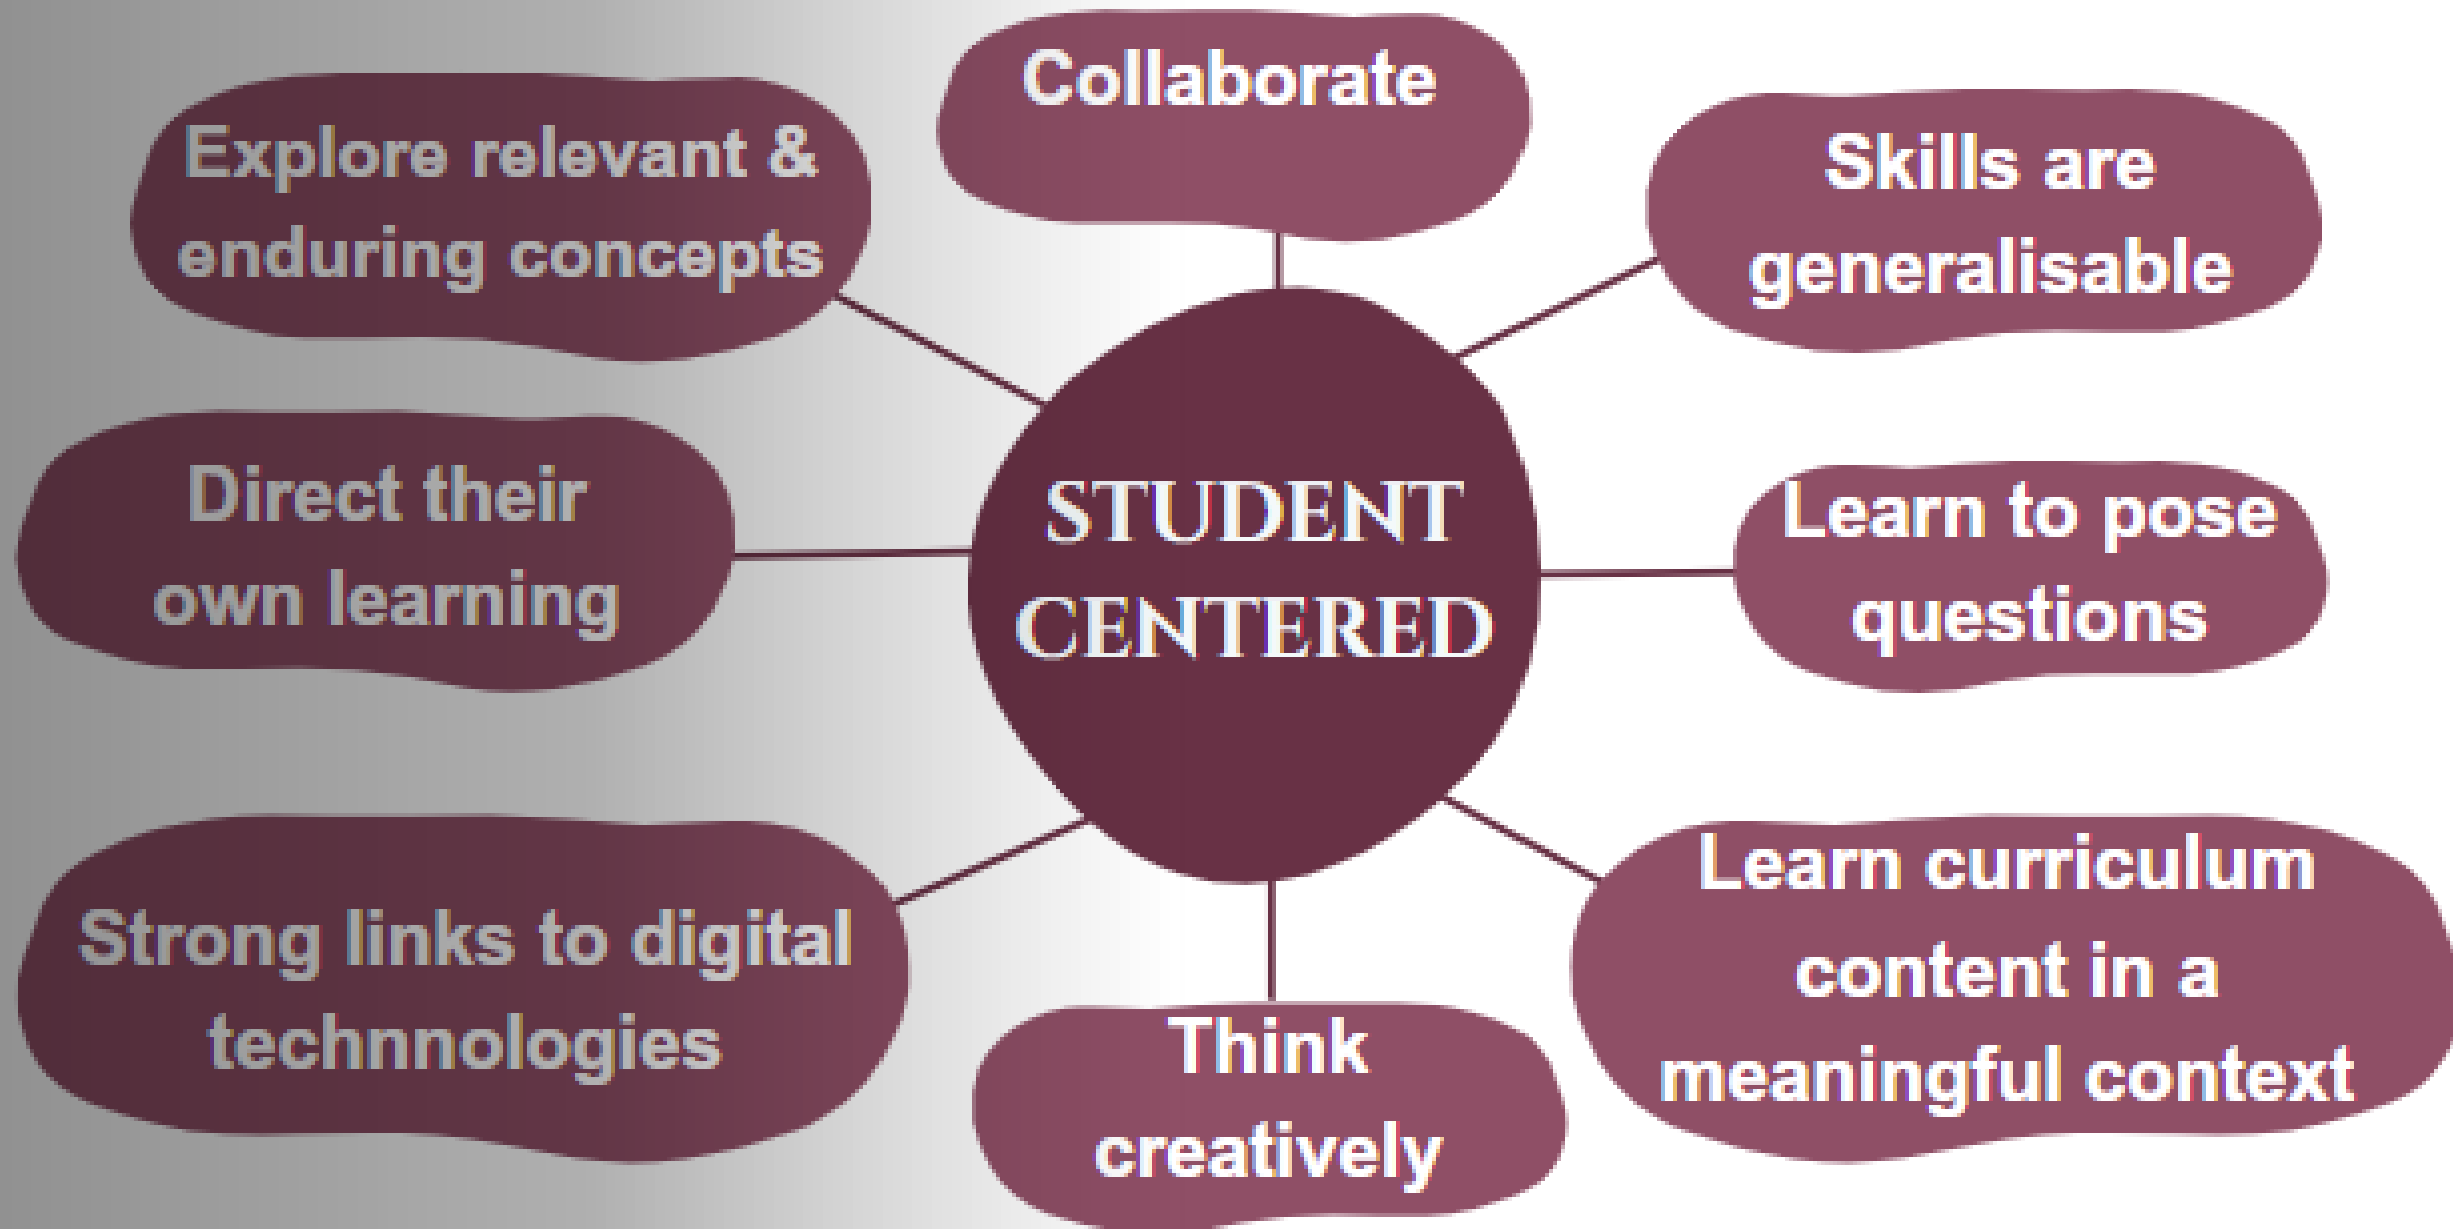 Collaborate
Explore relevant &
enduring concepts
Skills are
generalisable
Direct their
own learning
STUDENT
CENTERED
Learn to pose
questions
Strong links to digital
technnologies
Learn curriculum
content in a
meaningful context
Think
creatively